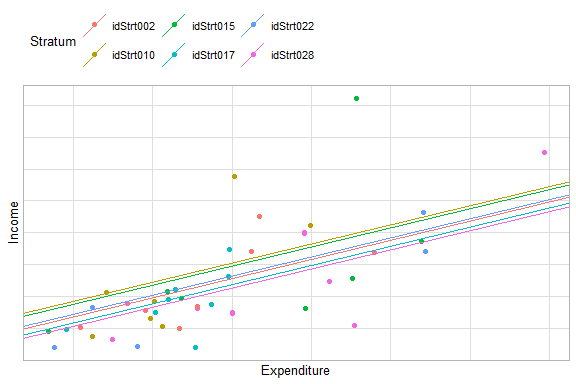 Stratum
idStrt002 idStrt015 idStrt022
idStrt010 idStrt017 idStrt028
Income
Expenditure